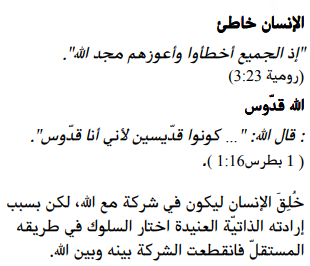 الإنسان خاطئ
"إذ الجميع أخطأوا وأعوزهم مجد الله".
(رومية 3:23)
الله قدّوس
: قال الله: "... كونوا قدّيسين لأني أنا قدّوس".
( 1 بطرس1:16 ).
خُلِقَ الإنسان ليكون في شركة مع الله، لكن بسبب
إرادته الذاتيّة العنيدة اختار السلوك في طريقه
المستقلّ فانقطعت الشركة بينه وبين الله.